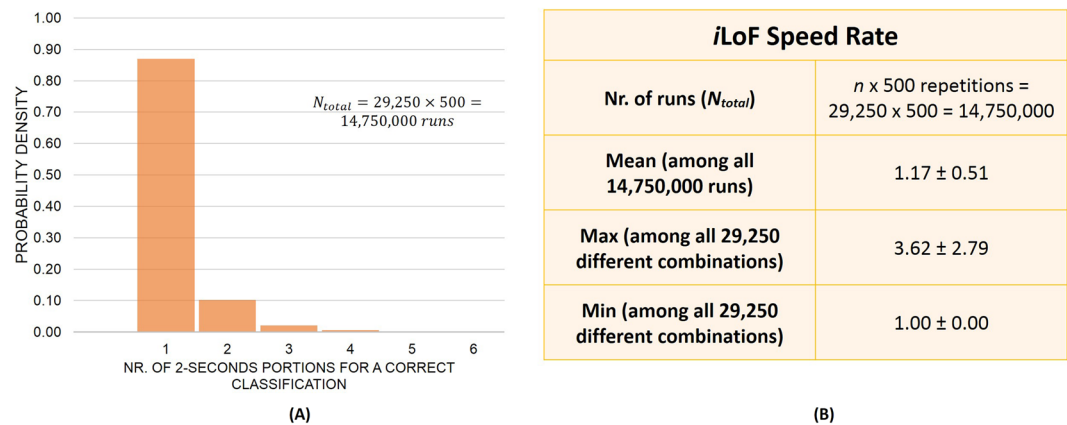 1.00
0.90
0.80
0.70
0.60
0.50
0.40
0.30
0.20
0.10
0.00
PROBABILITY DENSITY
N_total = 29,250 × 500 =
14,750,000 runs
1 2 3 4 5 6
NR. OF 2-SECONDS PORTIONS FOR A CORRECT
CLASSIFICATION
(A)
iLoF Speed Rate
Nr. of runs (N_total)
n x 500 repetitions =
29,250 x 500 = 14,750,000
Mean (among all
14,750,000 runs)
1.17 ± 0.51
Max (among all 29,250
different combinations)
3.62 ± 2.79
Min (among all 29,250
different combinations)
1.00 ± 0.00
(B)